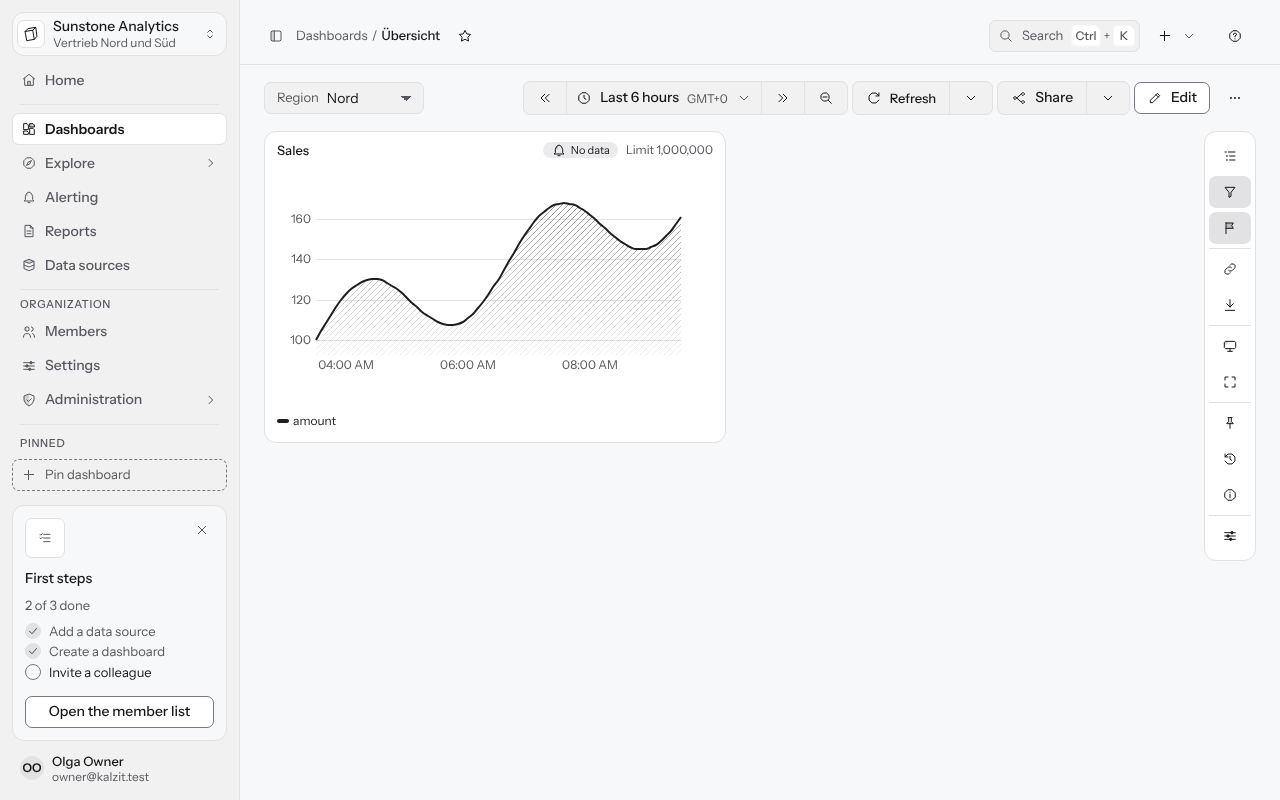 Sunstone Analytics
Vertrieb Nord und Süd
Home
Dashboards
Explore
Alerting
Reports
Data sources
ORGANIZATION
Members
Settings
Administration
PINNED
Pin dashboard
First steps
2 of 3 done
Add a data source
Create a dashboard
Invite a colleague
Open the member list
OO
Olga Owner
owner@kalzit.test
Dashboards / Übersicht
Search Ctrl + K
Region Nord
Last 6 hours GMT+0
Refresh
Share
Edit
Sales
No data
Limit 1,000,000
160
140
120
100
04:00 AM 06:00 AM 08:00 AM
amount